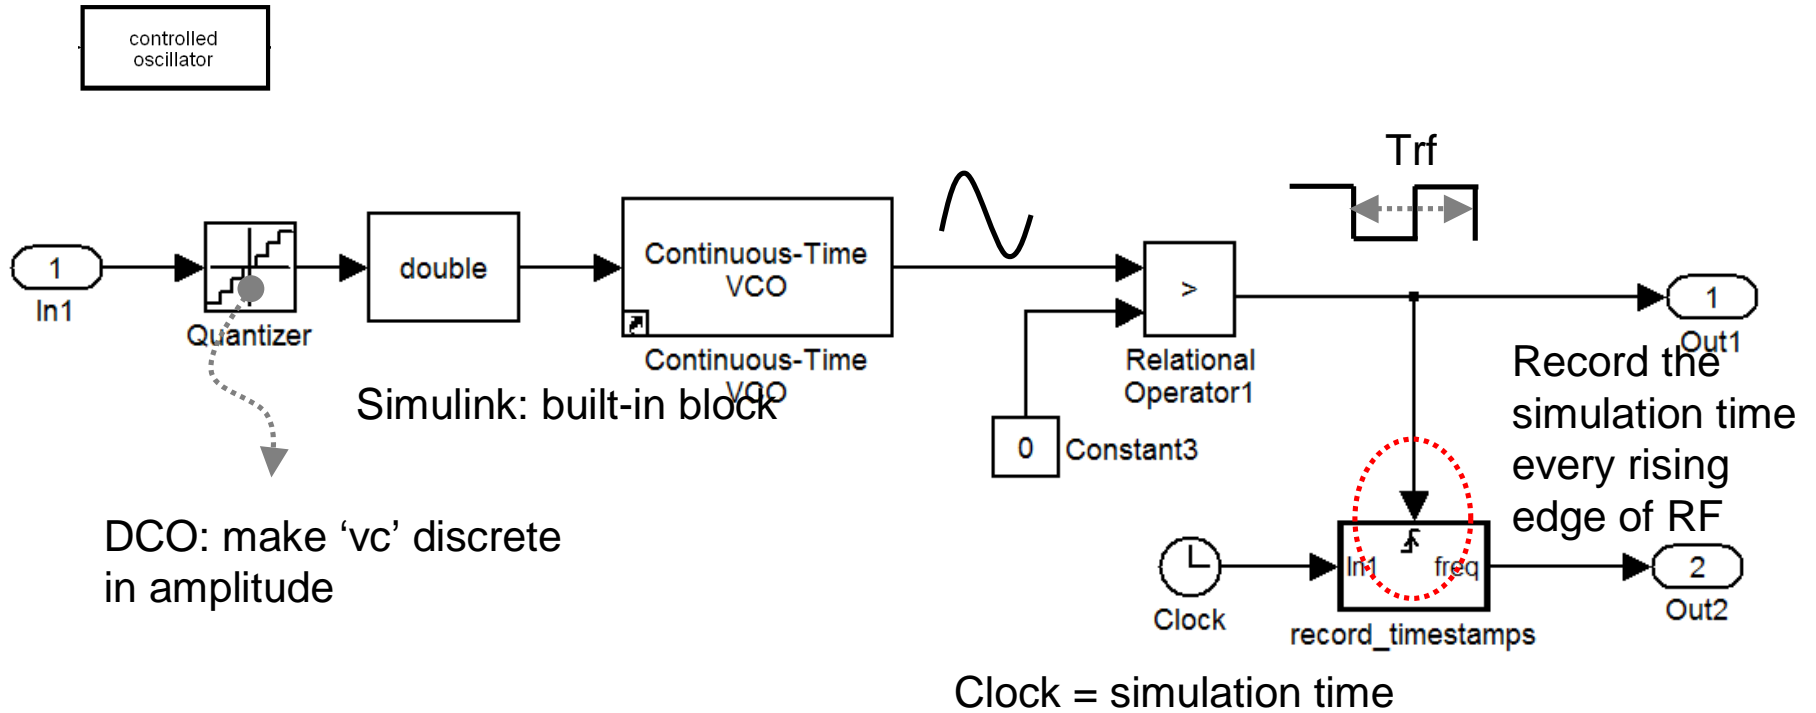 controlled
oscillator
Trf
1
In1
Quantizer
double
Continuous-Time
VCO
Continuous-Time
VCO
>
Relational
Operator1
0
Constant3
1
Out1
Simulink: built-in block
Record the
simulation time
every rising
edge of RF
DCO: make ‘vc’ discrete
in amplitude
Clock
In1
freq
record_timestamps
2
Out2
Clock = simulation time